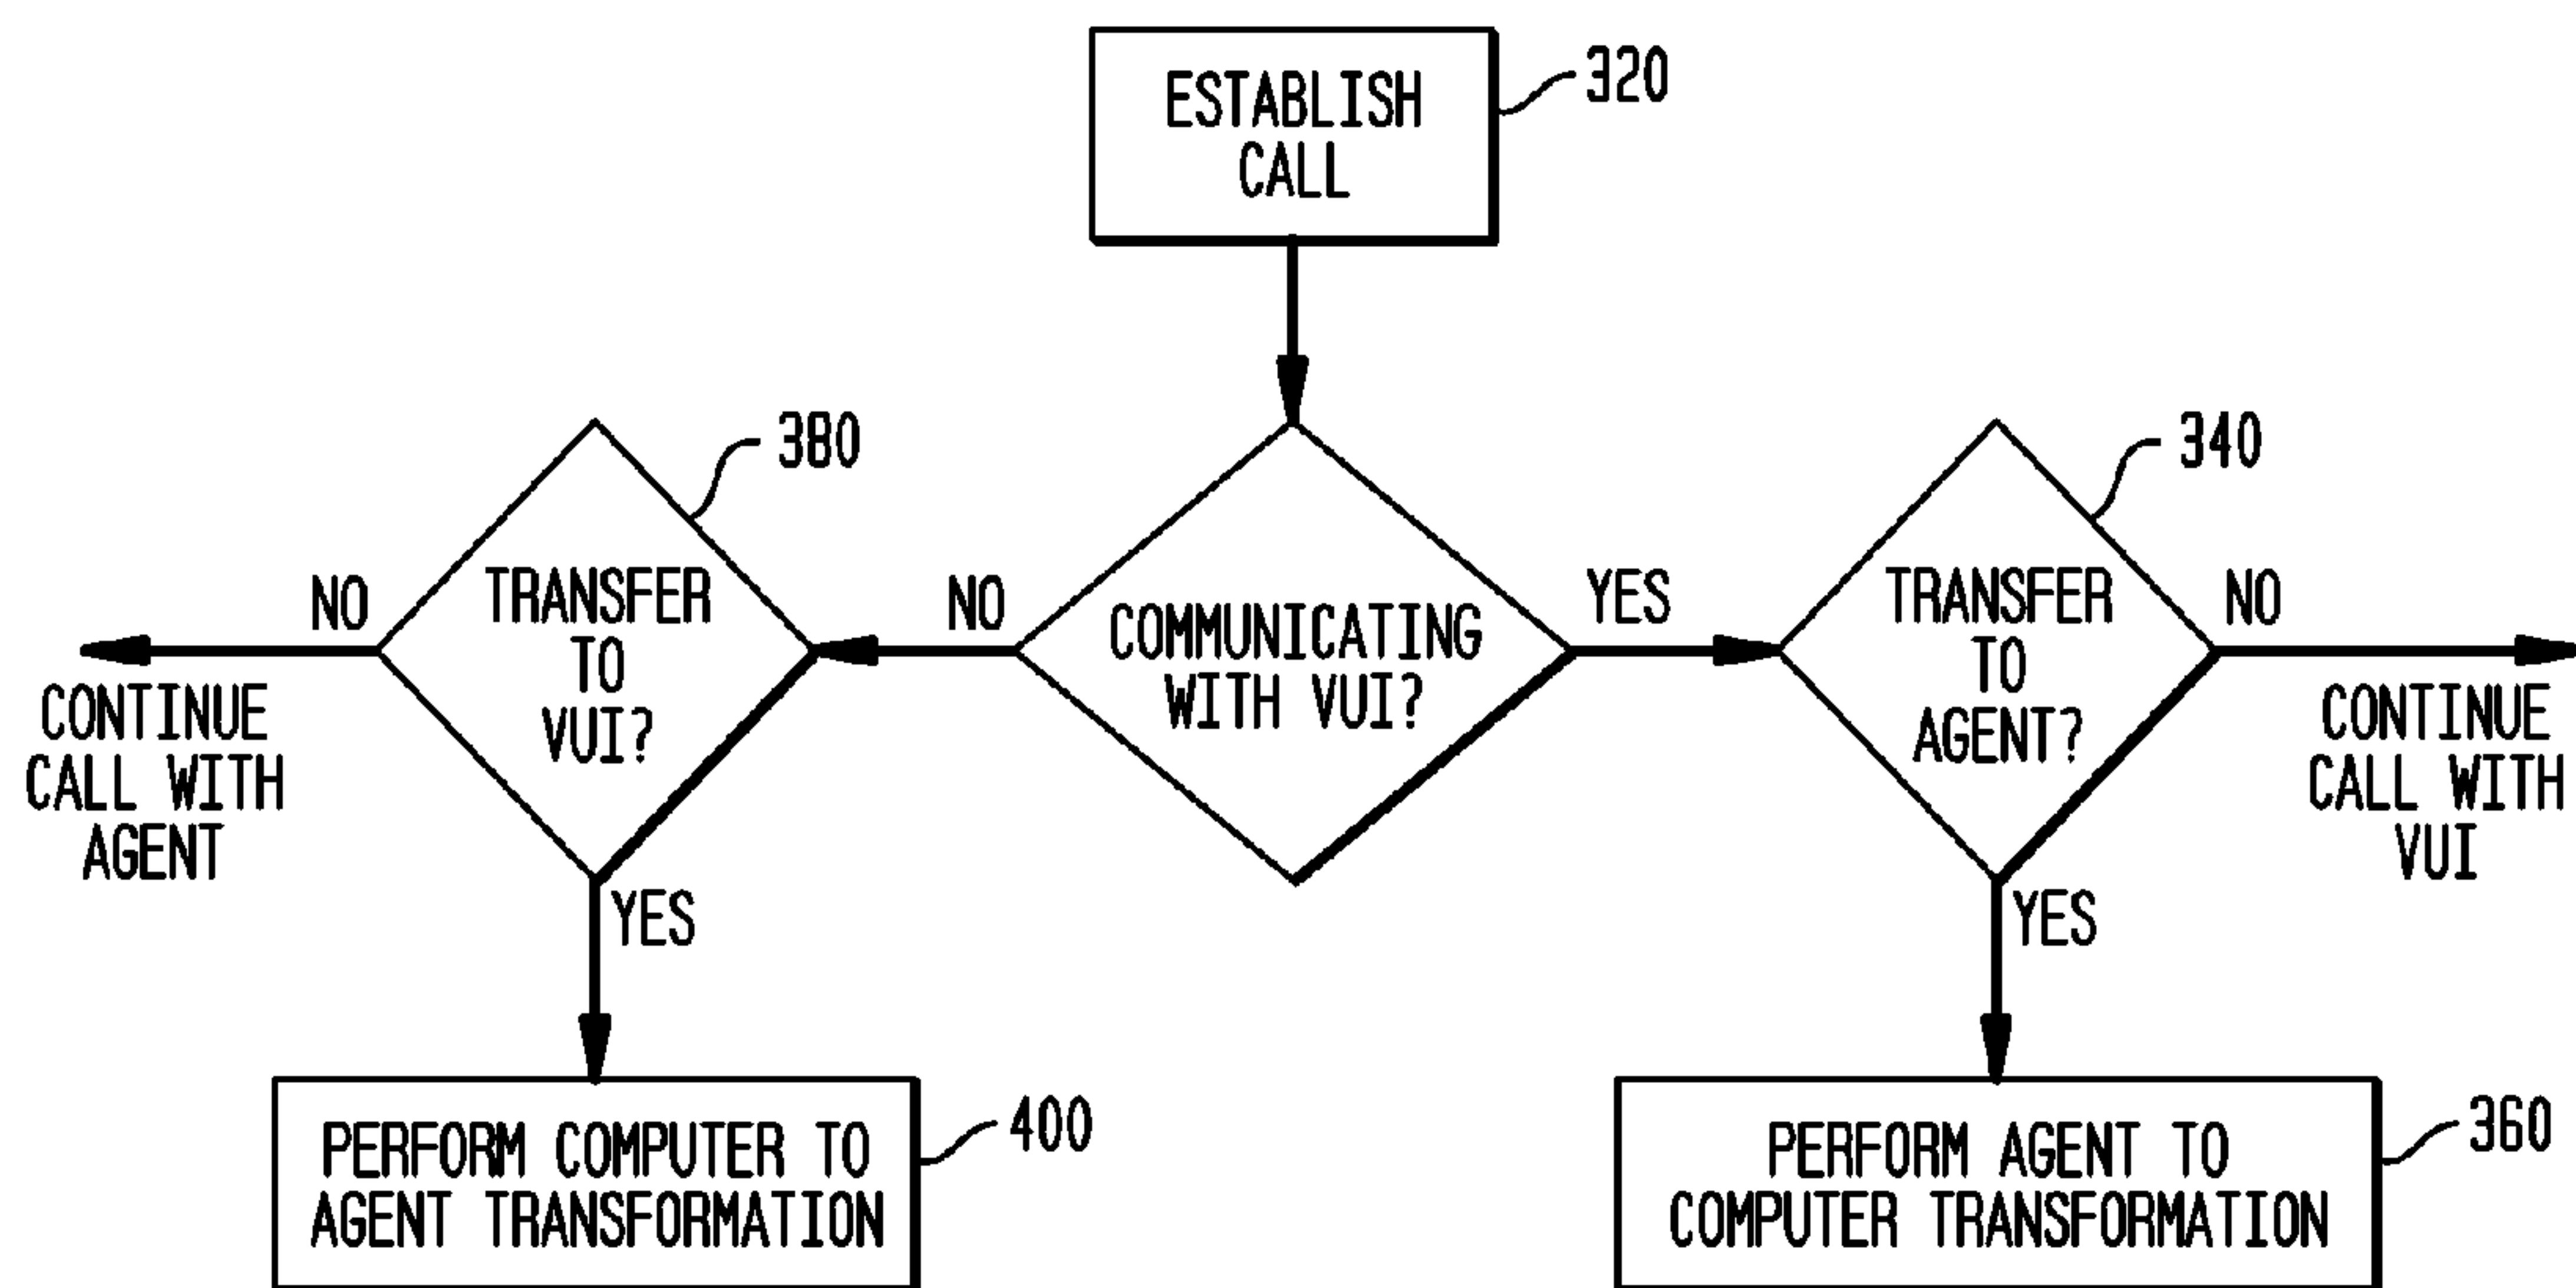 ESTABLISH
CALL
320
380
340
NO
TRANSFER
TO
VUI?
NO
COMMUNICATING
WITH VUI?
YES
TRANSFER
TO
AGENT?
NO
CONTINUE
CALL WITH
AGENT
CONTINUE
CALL WITH
VUI
YES
YES
PERFORM COMPUTER TO
AGENT TRANSFORMATION
400
PERFORM AGENT TO
COMPUTER TRANSFORMATION
360